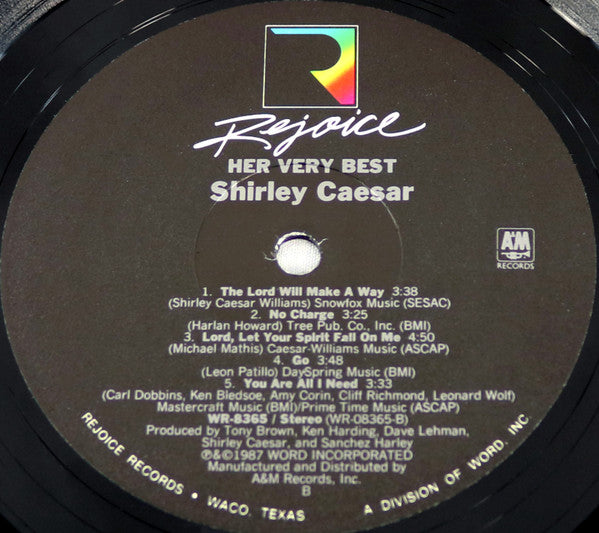 R
Rejoice
HER VERY BEST
Shirley Caesar
A&M
RECORDS
1. The Lord Will Make A Way 3:38
(Shirley Caesar Williams) Snowfox Music (SESAC)
2. No Charge 3:25
(Harlan Howard) Tree Pub. Co., Inc. (BMI)
3. Lord, Let Your Spirit Fall On Me 4:50
(Michael Mathis) Caesar-Williams Music (ASCAP)
4. Go 3:48
(Leon Patillo) DaySpring Music (BMI)
5. You Are All I Need 3:33
(Carl Dobbins, Ken Bledsoe, Amy Corin, Cliff Richmond, Leonard Wolf)
Mastercraft Music (BMI)/Prime Time Music (ASCAP)
WR-8365 / Stereo (WR-08365-B)
Produced by Tony Brown, Ken Harding, Dave Lehman,
Shirley Caesar, and Sanchez Harley
℗&©1987 WORD INCORPORATED
Manufactured and Distributed by
A&M Records, Inc.
B
REJOICE RECORDS • WACO, TEXAS A DIVISION OF WORD, INC.